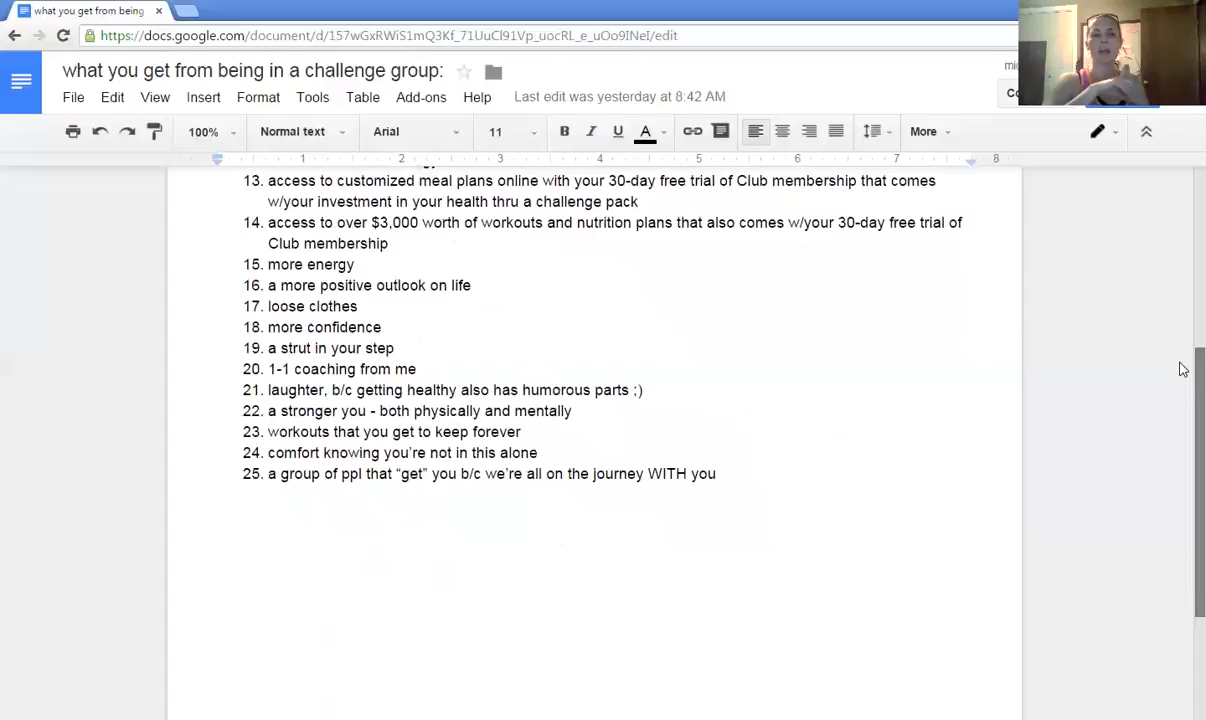 what you get from being
https://docs.google.com/document/d/157wGxRWiS1mQ3Kf_71UuCl91Vp_uocRL_e_uOo9INeI/edit
what you get from being in a challenge group:
File Edit View Insert Format Tools Table Add-ons Help Last edit was yesterday at 8:42 AM
100% Normal text Arial 11 B I U A More
1 2 3 4 5 6 7 8
13. access to customized meal plans online with your 30-day free trial of Club membership that comes
w/your investment in your health thru a challenge pack
14. access to over $3,000 worth of workouts and nutrition plans that also comes w/your 30-day free trial of
Club membership
15. more energy
16. a more positive outlook on life
17. loose clothes
18. more confidence
19. a strut in your step
20. 1-1 coaching from me
21. laughter, b/c getting healthy also has humorous parts ;)
22. a stronger you - both physically and mentally
23. workouts that you get to keep forever
24. comfort knowing you’re not in this alone
25. a group of ppl that “get” you b/c we’re all on the journey WITH you